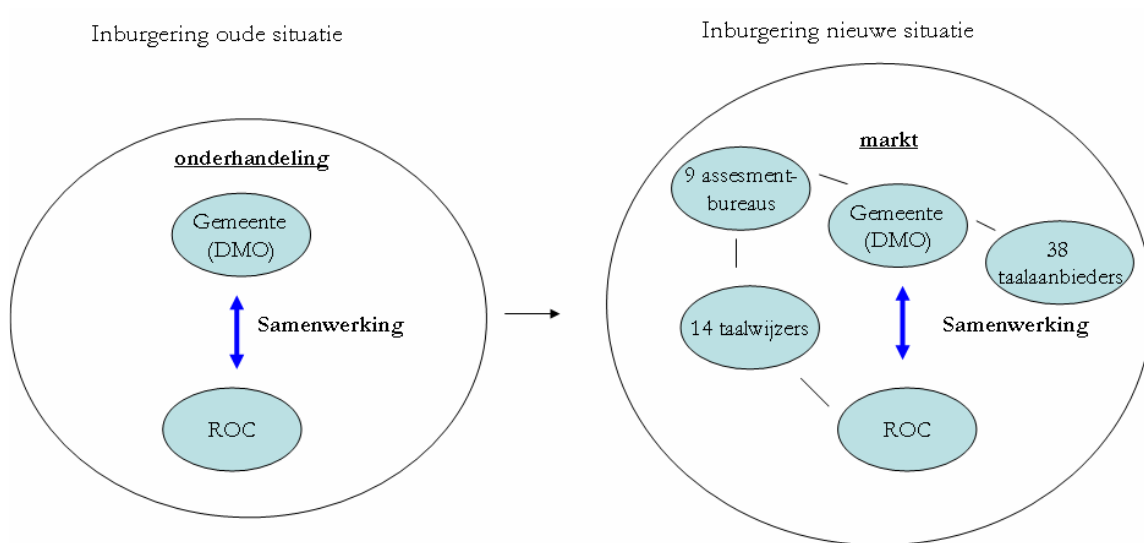 Inburgering oude situatie
onderhandeling
Gemeente
(DMO)
Samenwerking
ROC
Inburgering nieuwe situatie
markt
9 assesment-
bureaus
Gemeente
(DMO)
38
taalaanbieders
14 taalwijzers
Samenwerking
ROC